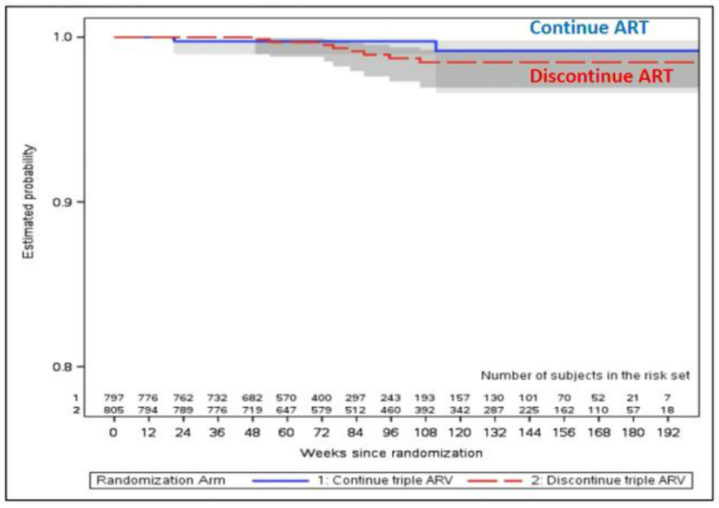 Continue ART
Discontinue ART
Estimated probability
1.0
0.9
0.8
Number of subjects in the risk set
1 797 776 762 732 682 570 400 297 243 193 157 130 101 70 52 21 7
2 805 794 789 776 719 647 579 512 460 392 342 287 225 162 110 57 18
0 12 24 36 48 60 72 84 96 108 120 132 144 156 168 180 192
Weeks since randomization
Randomization Arm 1: Continue triple ARV 2: Discontinue triple ARV